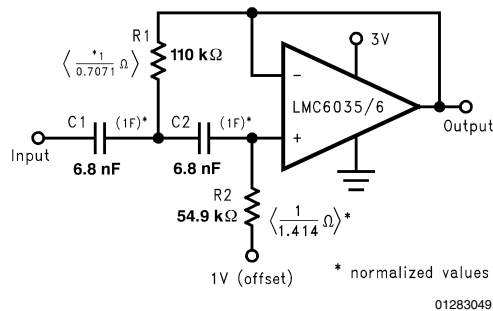 R1
110 kΩ
⟨ *1 / 0.7071 Ω ⟩
3V
−
LMC6035/6
C1
(1F)*
C2
(1F)*
+
Output
Input
6.8 nF
6.8 nF
R2
54.9 kΩ
⟨ 1 / 1.414 Ω ⟩*
1V (offset)
* normalized values
01283049